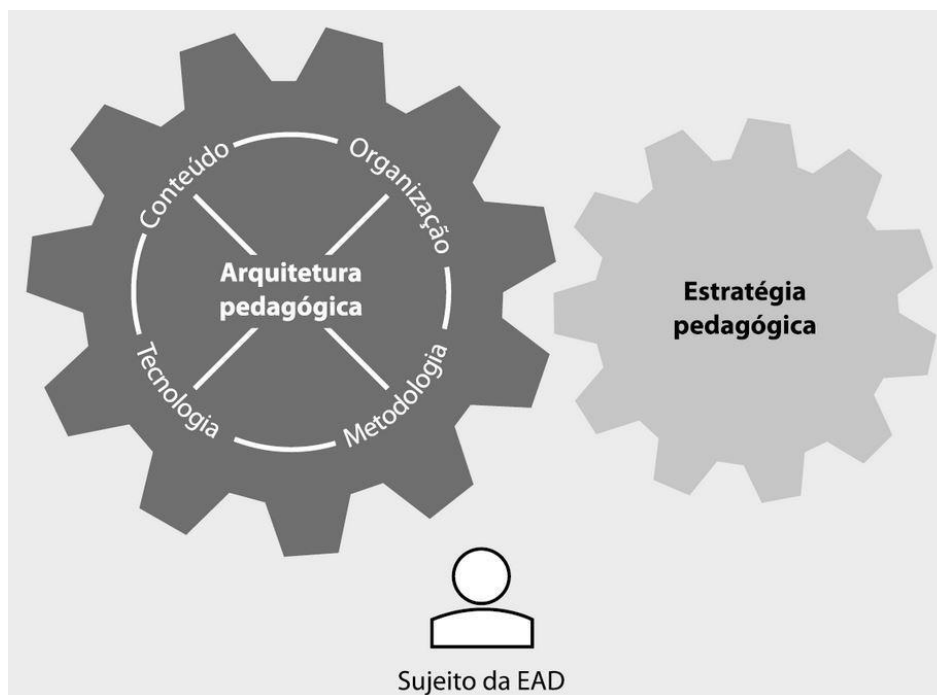 Conteúdo
Organização
Arquitetura
pedagógica
Tecnologia
Metodologia
Estratégia
pedagógica
Sujeito da EAD